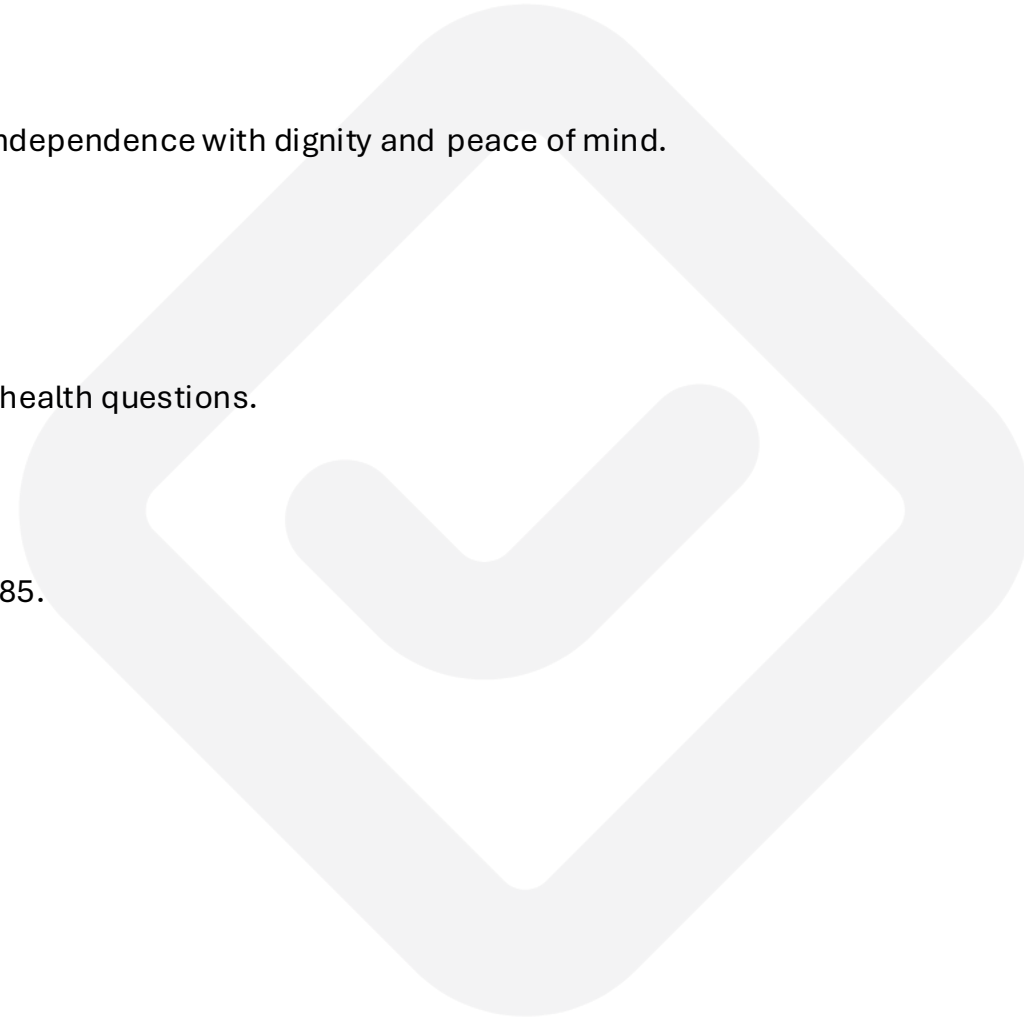 ndependence with dignity and peace of mind.
health questions.
85.